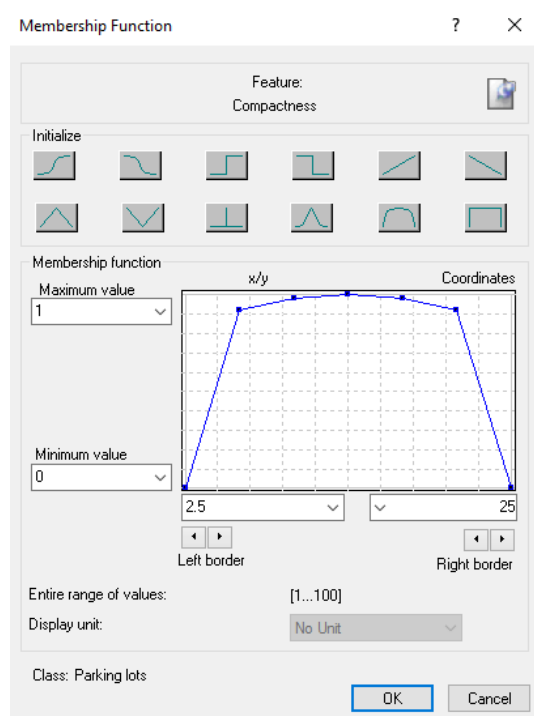 Membership Function ? ×
Feature:
Compactness
Initialize
Membership function
x/y
Coordinates
Maximum value
1
Minimum value
0
2.5
25
Left border
Right border
Entire range of values: [1...100]
Display unit: No Unit
Class: Parking lots
OK Cancel